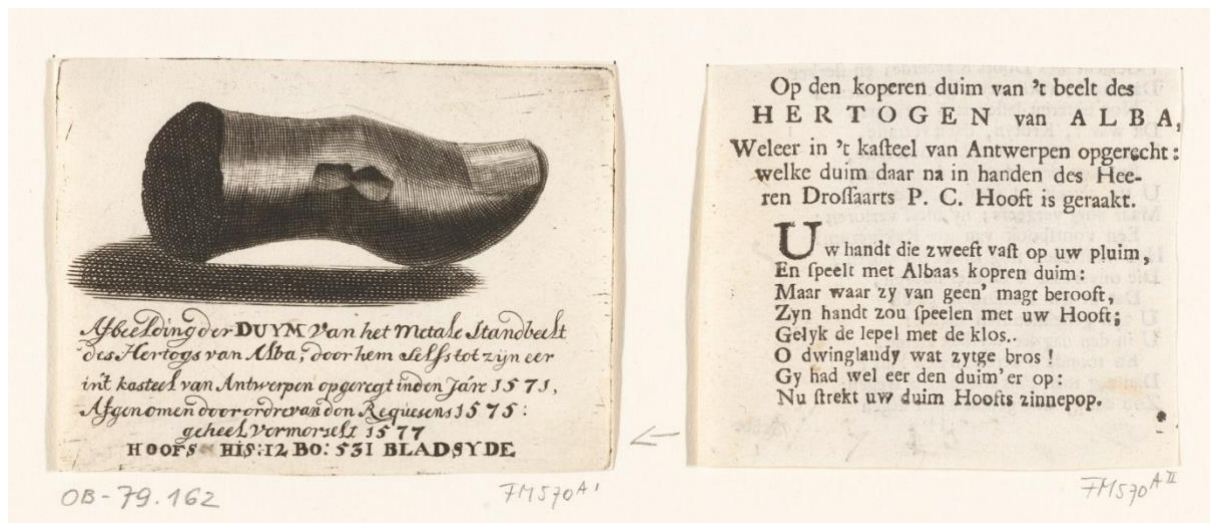 Afbeelding der DUYM Van het Metale Standbeelt
des Hertogs van Alba, door hem selfs tot zijn eer
in't kasteel van Antwerpen opgeregt in den Jare 1571,
Afgenomen door ordre van don Requesens 1575:
geheel vermorselt 1577
HOOFS HIS: 12 BO: 531 BLADSYDE
OB-79.162
FM570 A I
Op den koperen duim van 't beelt des
HERTOGEN van ALBA,
Weleer in 't kasteel van Antwerpen opgerecht:
welke duim daar na in handen des Hee-
ren Drossaarts P. C. Hooft is geraakt.
Uw handt die zweeft vast op uw pluim,
En speelt met Albaas kopren duim:
Maar waar zy van geen' magt berooft,
Zyn handt zou speelen met uw Hooft;
Gelyk de lepel met de klos.
O dwinglandy wat zytge bros!
Gy had wel eer den duim'er op:
Nu strekt uw duim Hoofts zinnepop.
FM570 A II